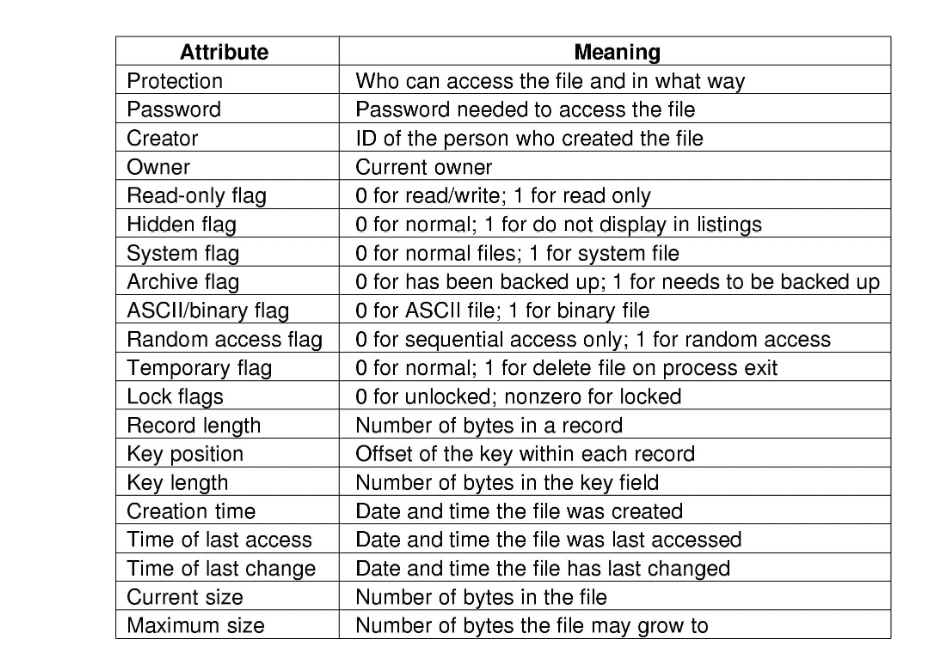 Attribute Meaning
Protection Who can access the file and in what way
Password Password needed to access the file
Creator ID of the person who created the file
Owner Current owner
Read-only flag 0 for read/write; 1 for read only
Hidden flag 0 for normal; 1 for do not display in listings
System flag 0 for normal files; 1 for system file
Archive flag 0 for has been backed up; 1 for needs to be backed up
ASCII/binary flag 0 for ASCII file; 1 for binary file
Random access flag 0 for sequential access only; 1 for random access
Temporary flag 0 for normal; 1 for delete file on process exit
Lock flags 0 for unlocked; nonzero for locked
Record length Number of bytes in a record
Key position Offset of the key within each record
Key length Number of bytes in the key field
Creation time Date and time the file was created
Time of last access Date and time the file was last accessed
Time of last change Date and time the file has last changed
Current size Number of bytes in the file
Maximum size Number of bytes the file may grow to